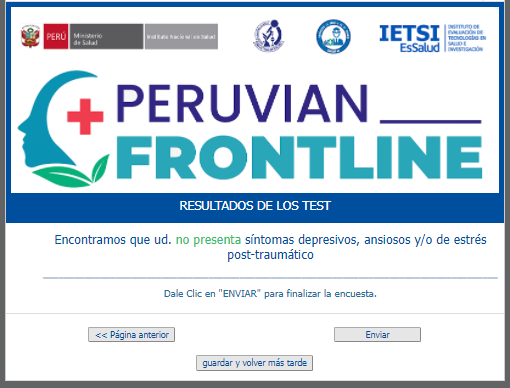 PERÚ Ministerio de Salud Instituto Nacional de Salud
IETSI EsSalud INSTITUTO DE EVALUACIÓN DE TECNOLOGÍAS EN SALUD E INVESTIGACIÓN
PERUVIAN
FRONTLINE
RESULTADOS DE LOS TEST
Encontramos que ud. no presenta síntomas depresivos, ansiosos y/o de estrés
post-traumático
Dale Clic en "ENVIAR" para finalizar la encuesta.
<< Página anterior
Enviar
guardar y volver más tarde